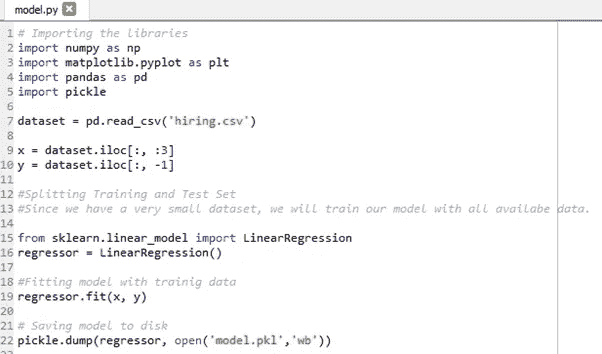 model.py
1 # Importing the libraries
2 import numpy as np
3 import matplotlib.pyplot as plt
4 import pandas as pd
5 import pickle
6
7 dataset = pd.read_csv('hiring.csv')
8
9 x = dataset.iloc[:, :3]
10 y = dataset.iloc[:, -1]
11
12 #Splitting Training and Test Set
13 #Since we have a very small dataset, we will train our model with all availabe data.
14
15 from sklearn.linear_model import LinearRegression
16 regressor = LinearRegression()
17
18 #Fitting model with trainig data
19 regressor.fit(x, y)
20
21 # Saving model to disk
22 pickle.dump(regressor, open('model.pkl','wb'))